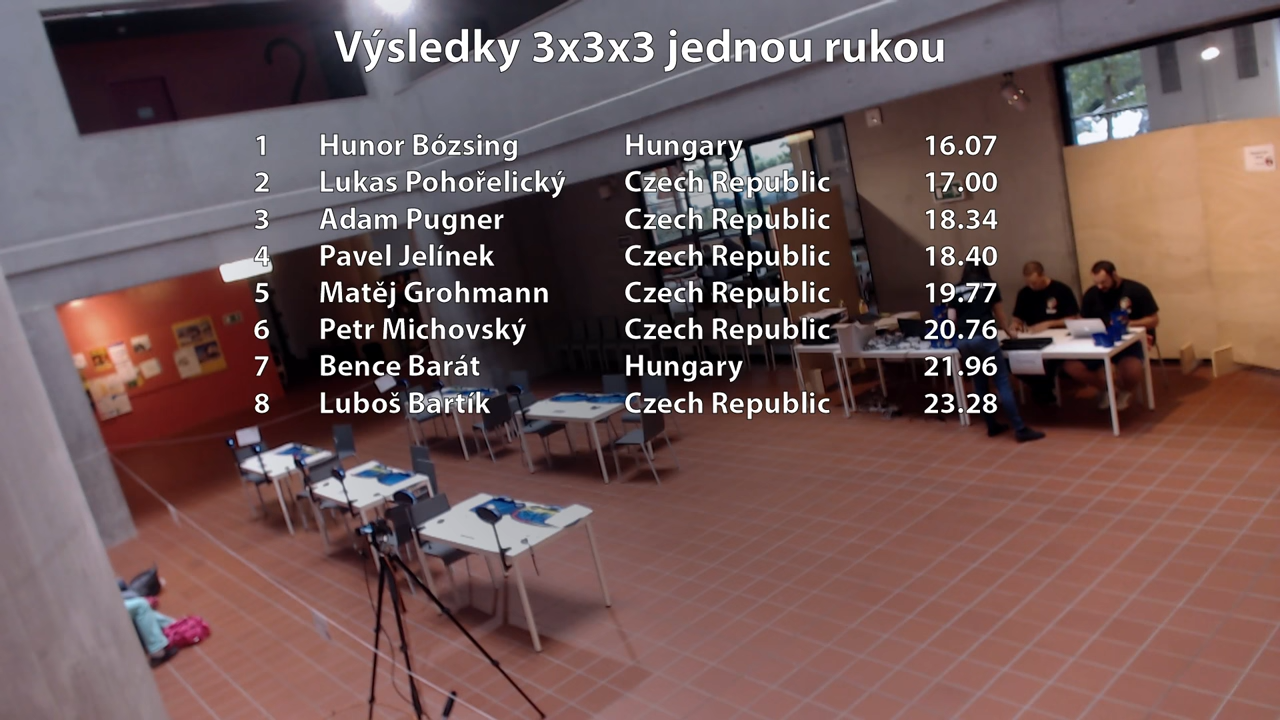 Výsledky 3x3x3 jednou rukou
1 Hunor Bózsing Hungary 16.07
2 Lukas Pohořelický Czech Republic 17.00
3 Adam Pugner Czech Republic 18.34
4 Pavel Jelínek Czech Republic 18.40
5 Matěj Grohmann Czech Republic 19.77
6 Petr Michovský Czech Republic 20.76
7 Bence Barát Hungary 21.96
8 Luboš Bartík Czech Republic 23.28